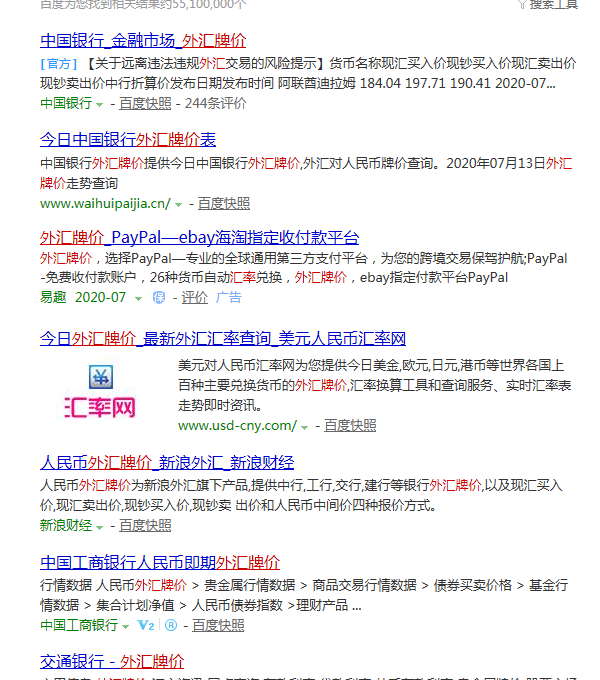 百度为您找到相关结果约55,100,000个
搜索工具
中国银行_金融市场_外汇牌价
[官方] 【关于远离违法违规外汇交易的风险提示】货币名称现汇买入价现钞买入价现汇卖出价
现钞卖出价中行折算价发布日期发布时间 阿联酋迪拉姆 184.04 197.71 190.41 2020-07...
中国银行 - 百度快照 - 244条评价
今日中国银行外汇牌价表
中国银行外汇牌价提供今日中国银行外汇牌价,外汇对人民币牌价查询。2020年07月13日外汇
牌价走势查询
www.waihuipaijia.cn/ - 百度快照
外汇牌价_PayPal—ebay海淘指定收付款平台
外汇牌价，选择PayPal—专业的全球通用第三方支付平台，为您的跨境交易保驾护航;PayPal
-免费收付款账户，26种货币自动汇率兑换，外汇牌价，ebay指定付款平台PayPal
易趣 2020-07 保 - 评价 广告
今日外汇牌价_最新外汇汇率查询_美元人民币汇率网
汇率网
美元对人民币汇率网为您提供今日美金,欧元,日元,港币等世界各国上
百种主要兑换货币的外汇牌价,汇率换算工具和查询服务、实时汇率表
走势即时资讯。
www.usd-cny.com/ - 百度快照
人民币外汇牌价_新浪外汇_新浪财经
人民币外汇牌价为新浪外汇旗下产品,提供中行,工行,交行,建行等银行外汇牌价,以及现汇买入
价,现汇卖出价,现钞买入价,现钞卖 出价和人民币中间价四种报价方式。
新浪财经 - 百度快照
中国工商银行人民币即期外汇牌价
行情数据 人民币外汇牌价 > 贵金属行情数据 > 商品交易行情数据 > 债券买卖价格 > 基金行
情数据 > 集合计划净值 > 人民币债券指数 >理财产品 ...
中国工商银行 V2 ® - 百度快照
交通银行 - 外汇牌价